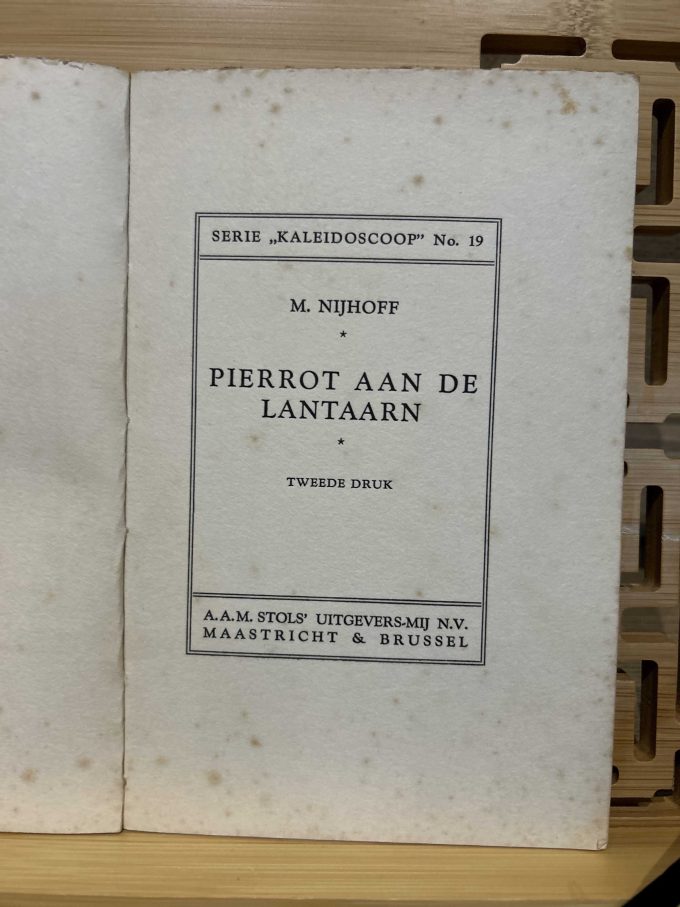 SERIE „KALEIDOSCOOP” No. 19
M. NIJHOFF
*
PIERROT AAN DE
LANTAARN
*
TWEEDE DRUK
A.A.M. STOLS' UITGEVERS-MIJ N.V.
MAASTRICHT & BRUSSEL